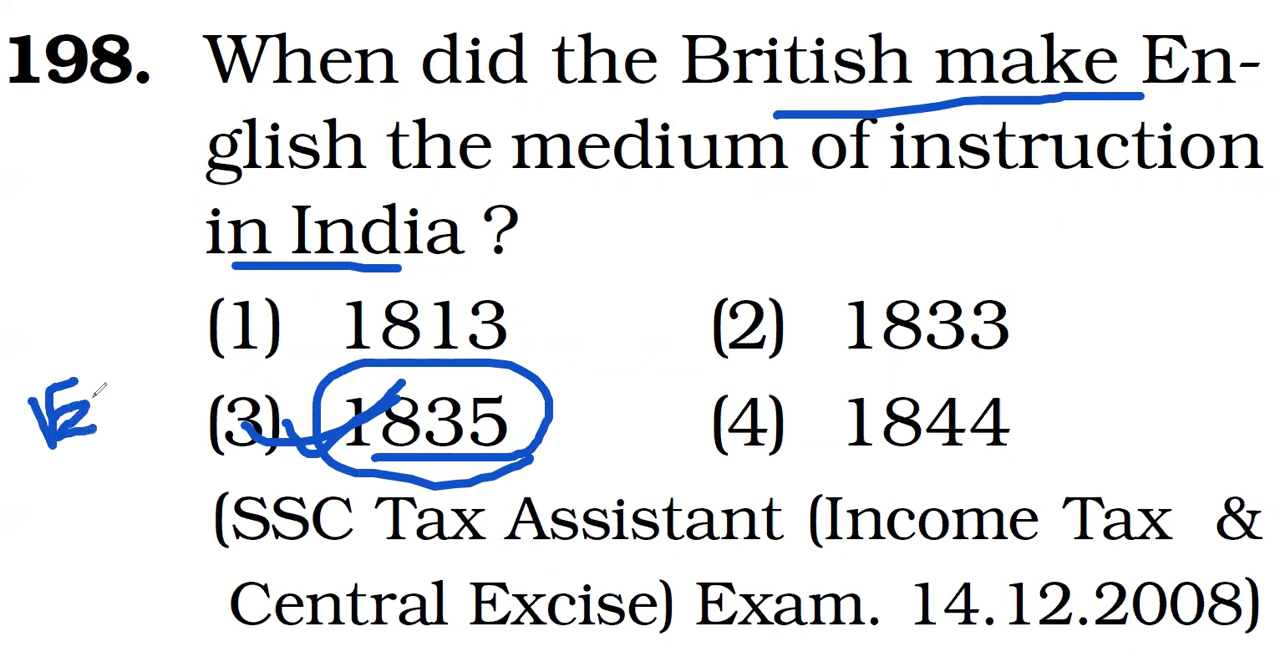 198. When did the British make En-
glish the medium of instruction
in India ?
(1) 1813 (2) 1833
(3) 1835 (4) 1844
(SSC Tax Assistant (Income Tax &
Central Excise) Exam. 14.12.2008)